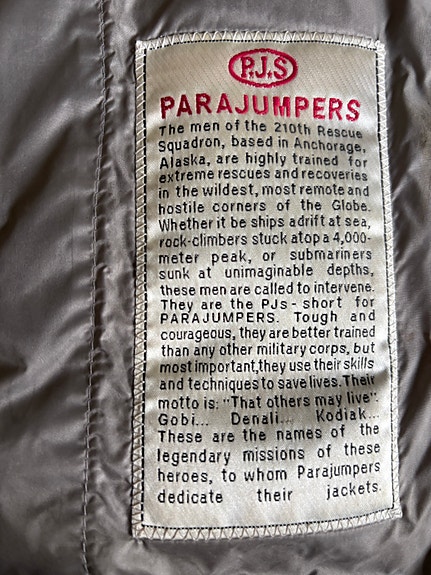 P.J.S
PARAJUMPERS
The men of the 210th Rescue
Squadron, based in Anchorage,
Alaska, are highly trained for
extreme rescues and recoveries
in the wildest, most remote and
hostile corners of the Globe.
Whether it be ships adrift at sea,
rock-climbers stuck atop a 4,000-
meter peak, or submariners
sunk at unimaginable depths,
these men are called to intervene.
They are the PJs - short for
PARAJUMPERS. Tough and
courageous, they are better trained
than any other military corps, but
most important,they use their skills
and techniques to save lives. Their
motto is: "That others may live".
Gobi... Denali... Kodiak...
These are the names of the
legendary missions of these
heroes, to whom Parajumpers
dedicate their jackets.